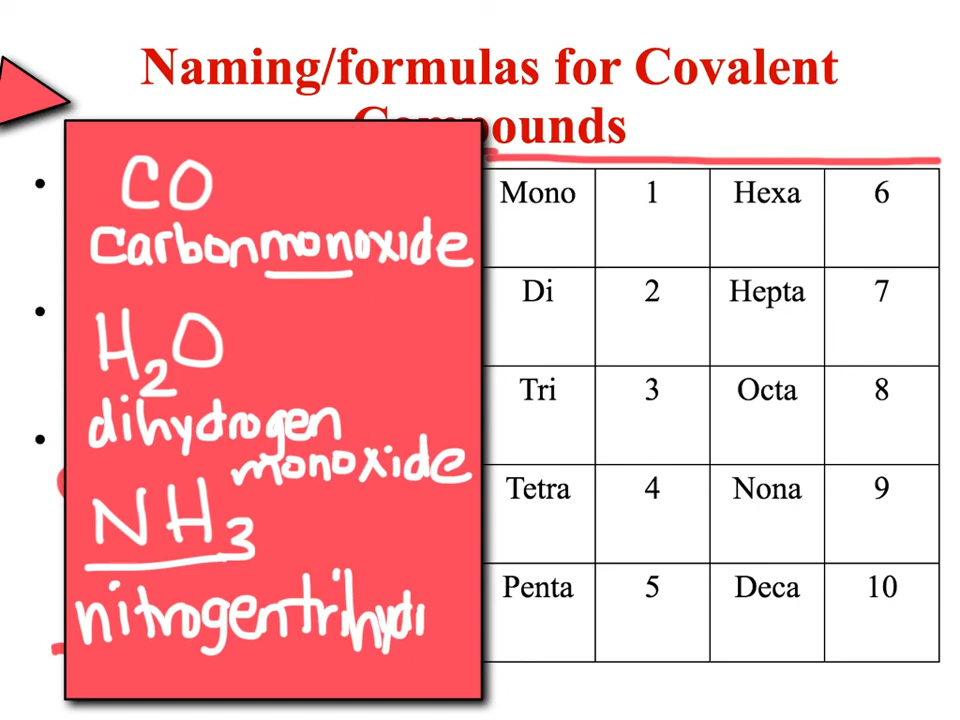 Naming/formulas for Covalent
Compounds
CO
carbonmonoxide
H2O
dihydrogen
monoxide
NH3
nitrogentrihyd
Mono 1 Hexa 6
Di 2 Hepta 7
Tri 3 Octa 8
Tetra 4 Nona 9
Penta 5 Deca 10